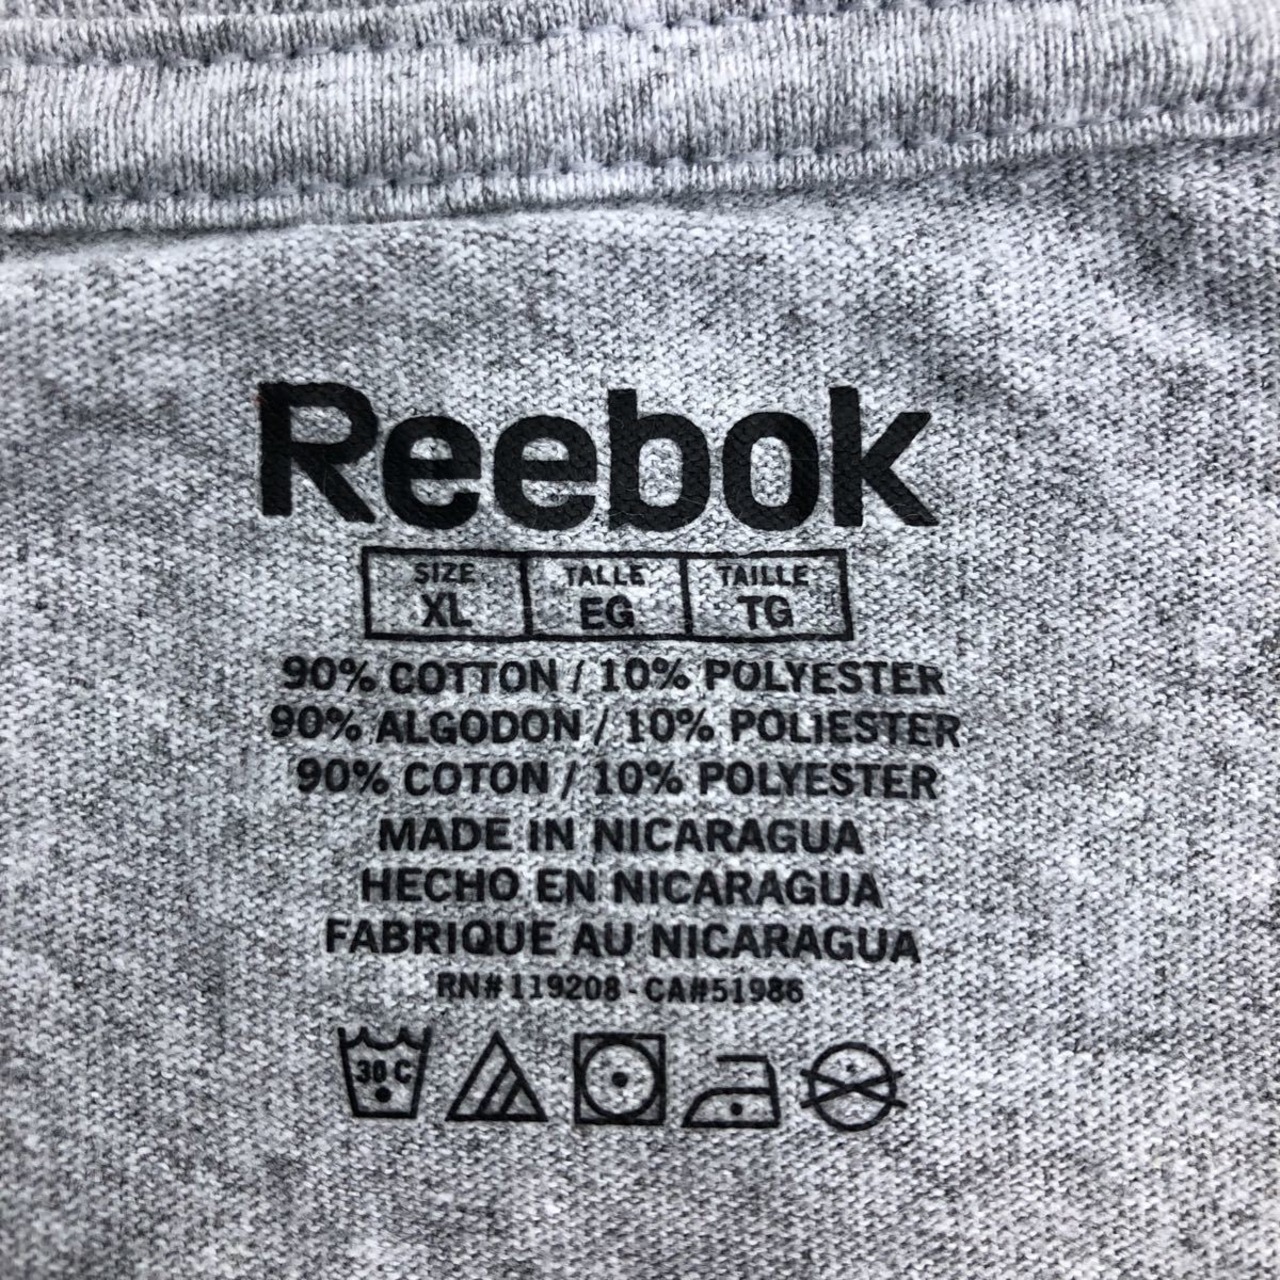 Reebok
SIZE TALLE TAILLE
XL EG TG
90% COTTON / 10% POLYESTER
90% ALGODON / 10% POLIESTER
90% COTON / 10% POLYESTER
MADE IN NICARAGUA
HECHO EN NICARAGUA
FABRIQUE AU NICARAGUA
RN# 119208 - CA#51986
30 C